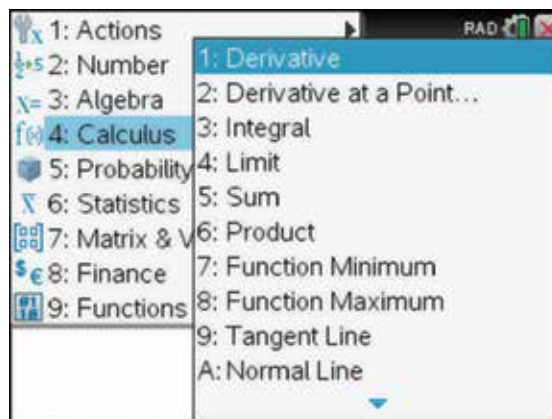 RAD
1: Actions
2: Number
3: Algebra
4: Calculus
5: Probability
6: Statistics
7: Matrix & V
8: Finance
9: Functions
1: Derivative
2: Derivative at a Point...
3: Integral
4: Limit
5: Sum
6: Product
7: Function Minimum
8: Function Maximum
9: Tangent Line
A: Normal Line